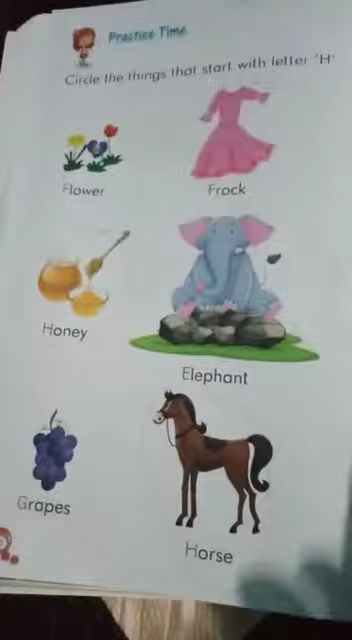 Practice Time
Circle the things that start with letter 'H'
Flower
Frock
Honey
Elephant
Grapes
Horse